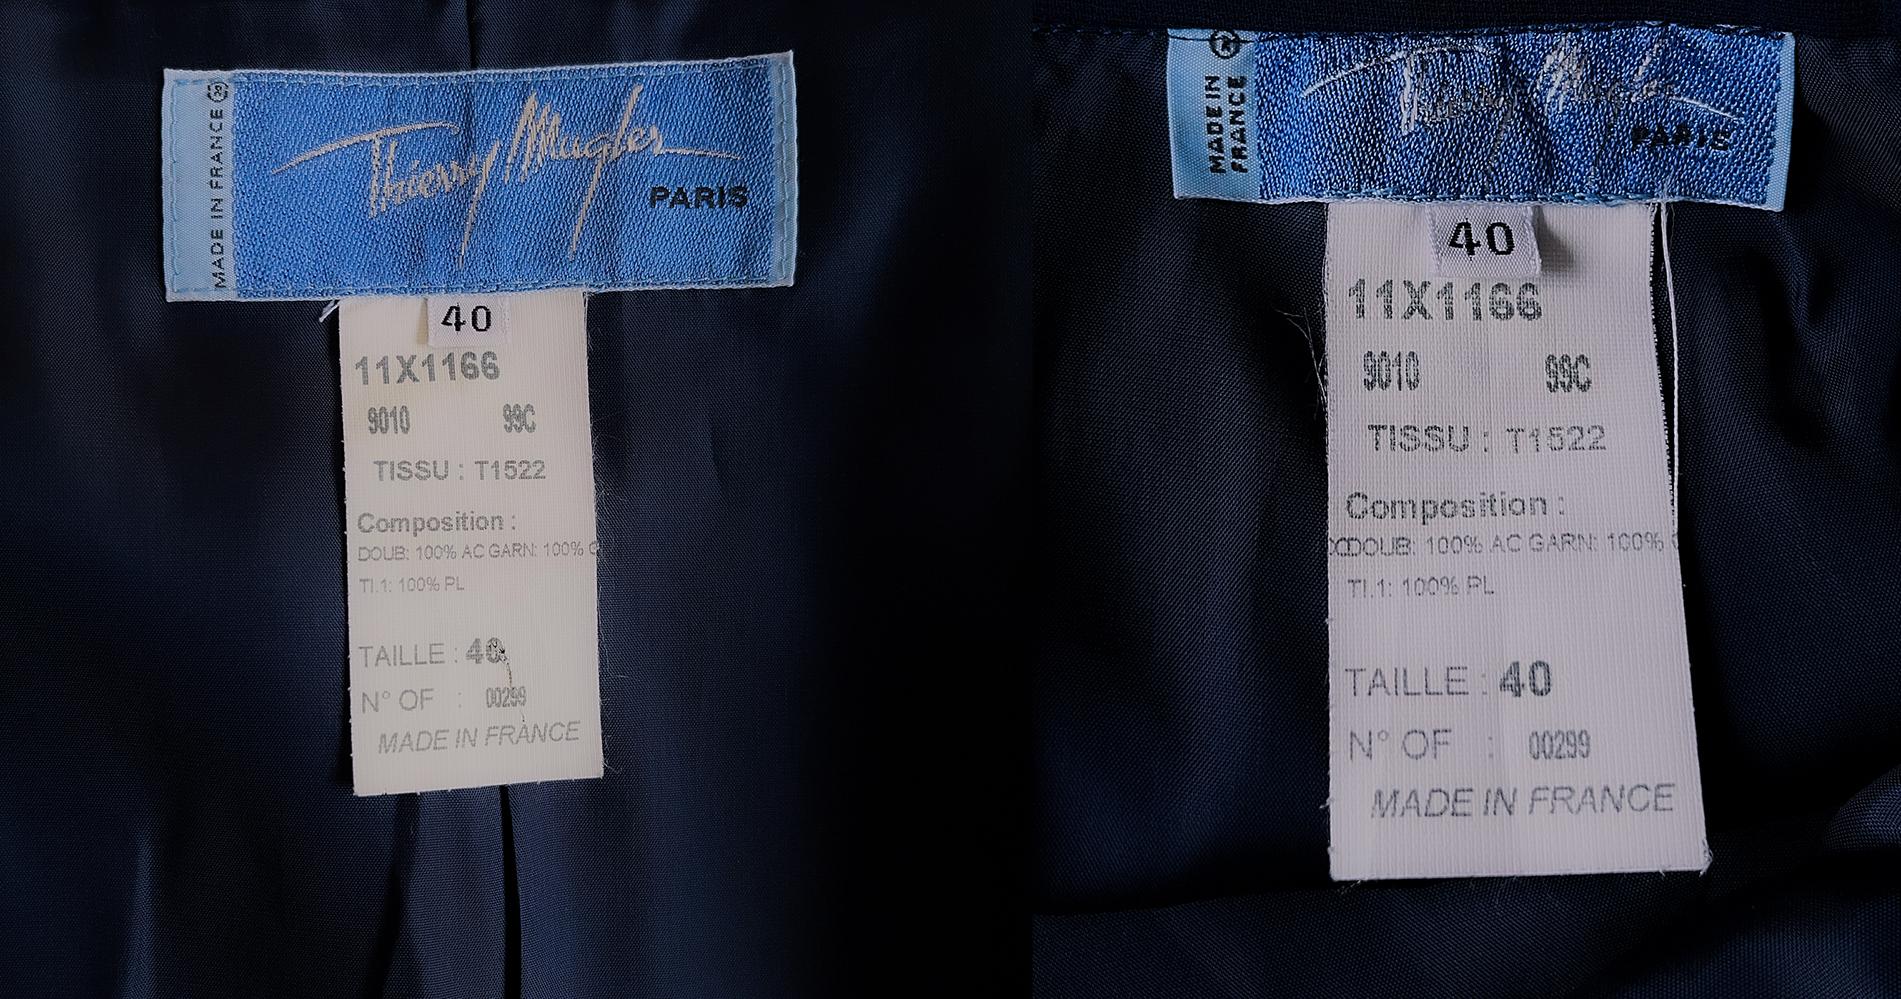 MADE IN FRANCE
Thierry Mugler
PARIS
40
11X1166
9010 99C
TISSU : T1522
Composition :
DOUB: 100% AC GARN: 100%
TI.1: 100% PL
TAILLE : 40
N° OF : 00299
MADE IN FRANCE
MADE IN
FRANCE
Thierry Mugler
PARIS
40
11X1166
9010 99C
TISSU : T1522
Composition :
DOUB: 100% AC GARN: 100%
TI.1: 100% PL
TAILLE : 40
N° OF : 00299
MADE IN FRANCE